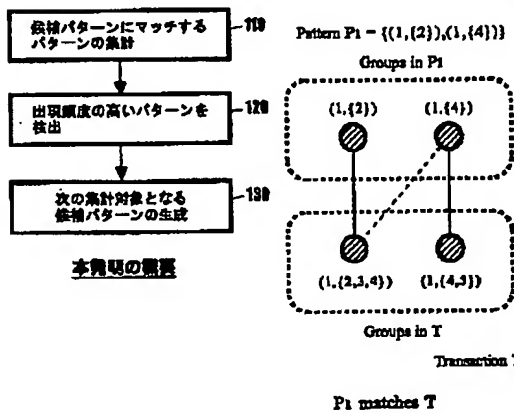 候補パターンにマッチする
パターンの集計
110
出現頻度の高いパターンを
検出
120
次の集計対象となる
候補パターンの生成
130
本発明の概要
Pattern P1 = {(1,{2}),(1,{4})}
Groups in P1
(1,{2})
(1,{4})
(1,{2,3,4})
(1,{4,5})
Groups in T
Transaction T
P1 matches T